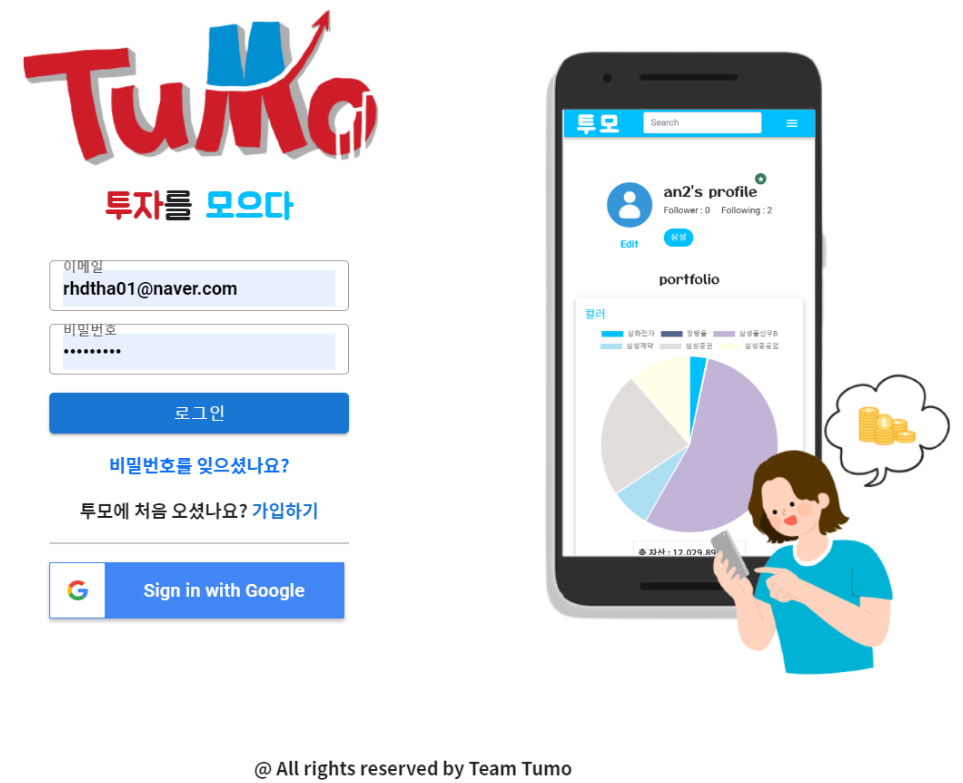 TuMo
투자를 모으다
이메일
rhdtha01@naver.com
비밀번호
•••••••••
로그인
비밀번호를 잊으셨나요?
투모에 처음 오셨나요? 가입하기
Sign in with Google
투모
Search
an2's profile
Follower : 0 Following : 2
Edit
삼성
portfolio
컬러
삼화전자 쌍방울 삼성물산우B
삼성제약 삼성증권 삼성중공업
총 자산 : 12,029,89
@ All rights reserved by Team Tumo